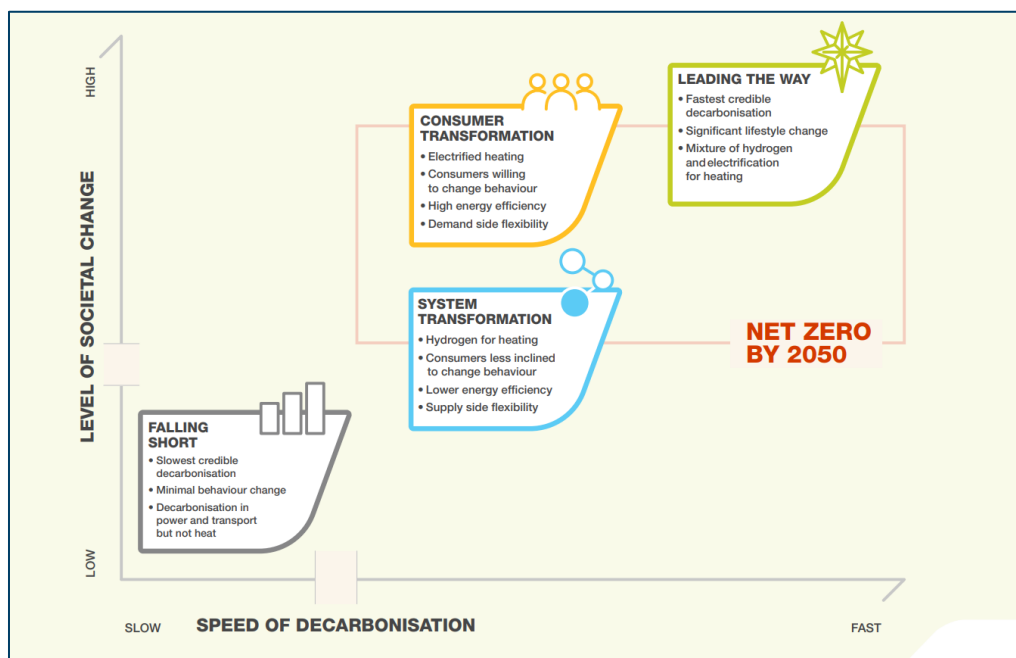 HIGH
LEVEL OF SOCIETAL CHANGE
LOW
CONSUMER
TRANSFORMATION
• Electrified heating
• Consumers willing
to change behaviour
• High energy efficiency
• Demand side flexibility
LEADING THE WAY
• Fastest credible
decarbonisation
• Significant lifestyle change
• Mixture of hydrogen
and electrification
for heating
SYSTEM
TRANSFORMATION
• Hydrogen for heating
• Consumers less inclined
to change behaviour
• Lower energy efficiency
• Supply side flexibility
NET ZERO
BY 2050
FALLING
SHORT
• Slowest credible
decarbonisation
• Minimal behaviour change
• Decarbonisation in
power and transport
but not heat
SLOW
SPEED OF DECARBONISATION
FAST